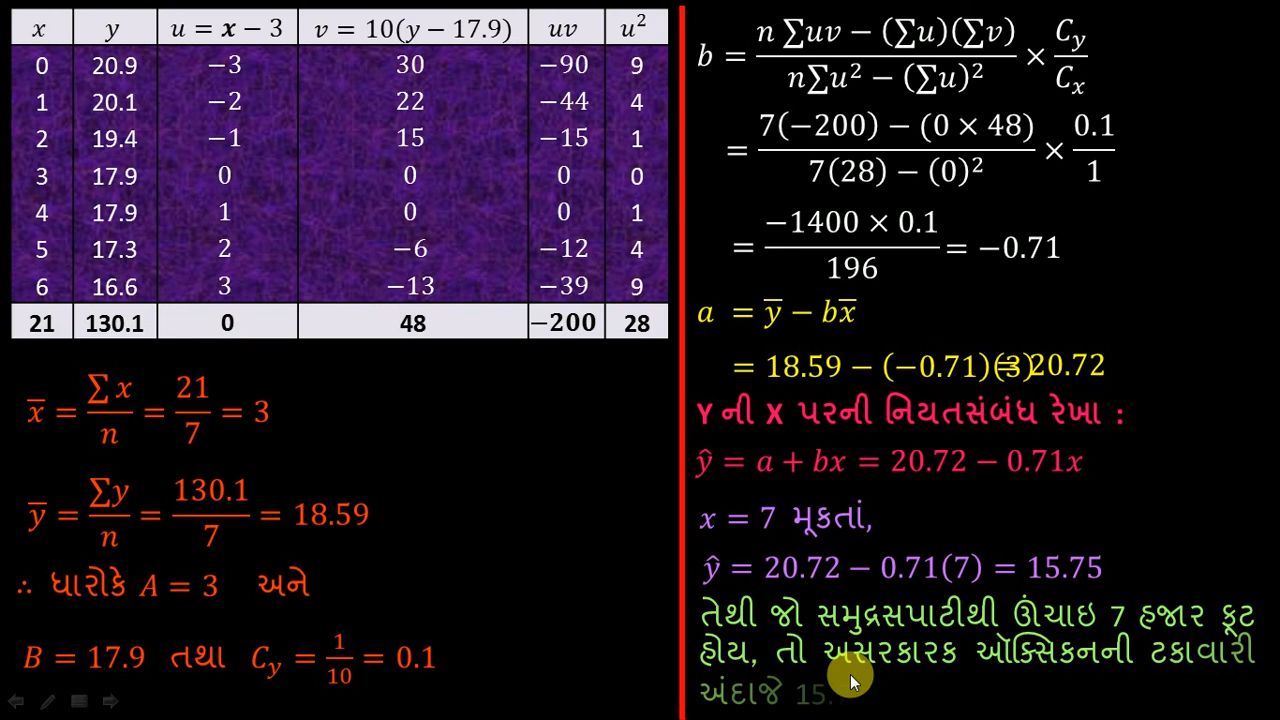 x y u = x − 3 v = 10(y − 17.9) uv u²
0 20.9 −3 30 −90 9
1 20.1 −2 22 −44 4
2 19.4 −1 15 −15 1
3 17.9 0 0 0 0
4 17.9 1 0 0 1
5 17.3 2 −6 −12 4
6 16.6 3 −13 −39 9
21 130.1 0 48 −200 28
x̅ = ∑x/n = 21/7 = 3
y̅ = ∑y/n = 130.1/7 = 18.59
∴ ધારોકે A = 3 અને
B = 17.9 તથા Cy = 1/10 = 0.1
b = (n ∑uv − (∑u)(∑v))/(n∑u² − (∑u)²) × Cy/Cx
= (7(−200) − (0 × 48))/(7(28) − (0)²) × 0.1/1
= (−1400 × 0.1)/196 = −0.71
a = y̅ − bx̅
= 18.59 − (−0.71)(3) = 20.72
Y ની X પરની નિયતસંબંધ રેખા :
ŷ = a + bx = 20.72 − 0.71x
x = 7 મૂકતાં,
ŷ = 20.72 − 0.71(7) = 15.75
તેથી જો સમુદ્રસપાટીથી ઊંચાઇ 7 હજાર ફૂટ
હોય, તો અસરકારક ઑક્સિકનની ટકાવારી
અંદાજે 15.